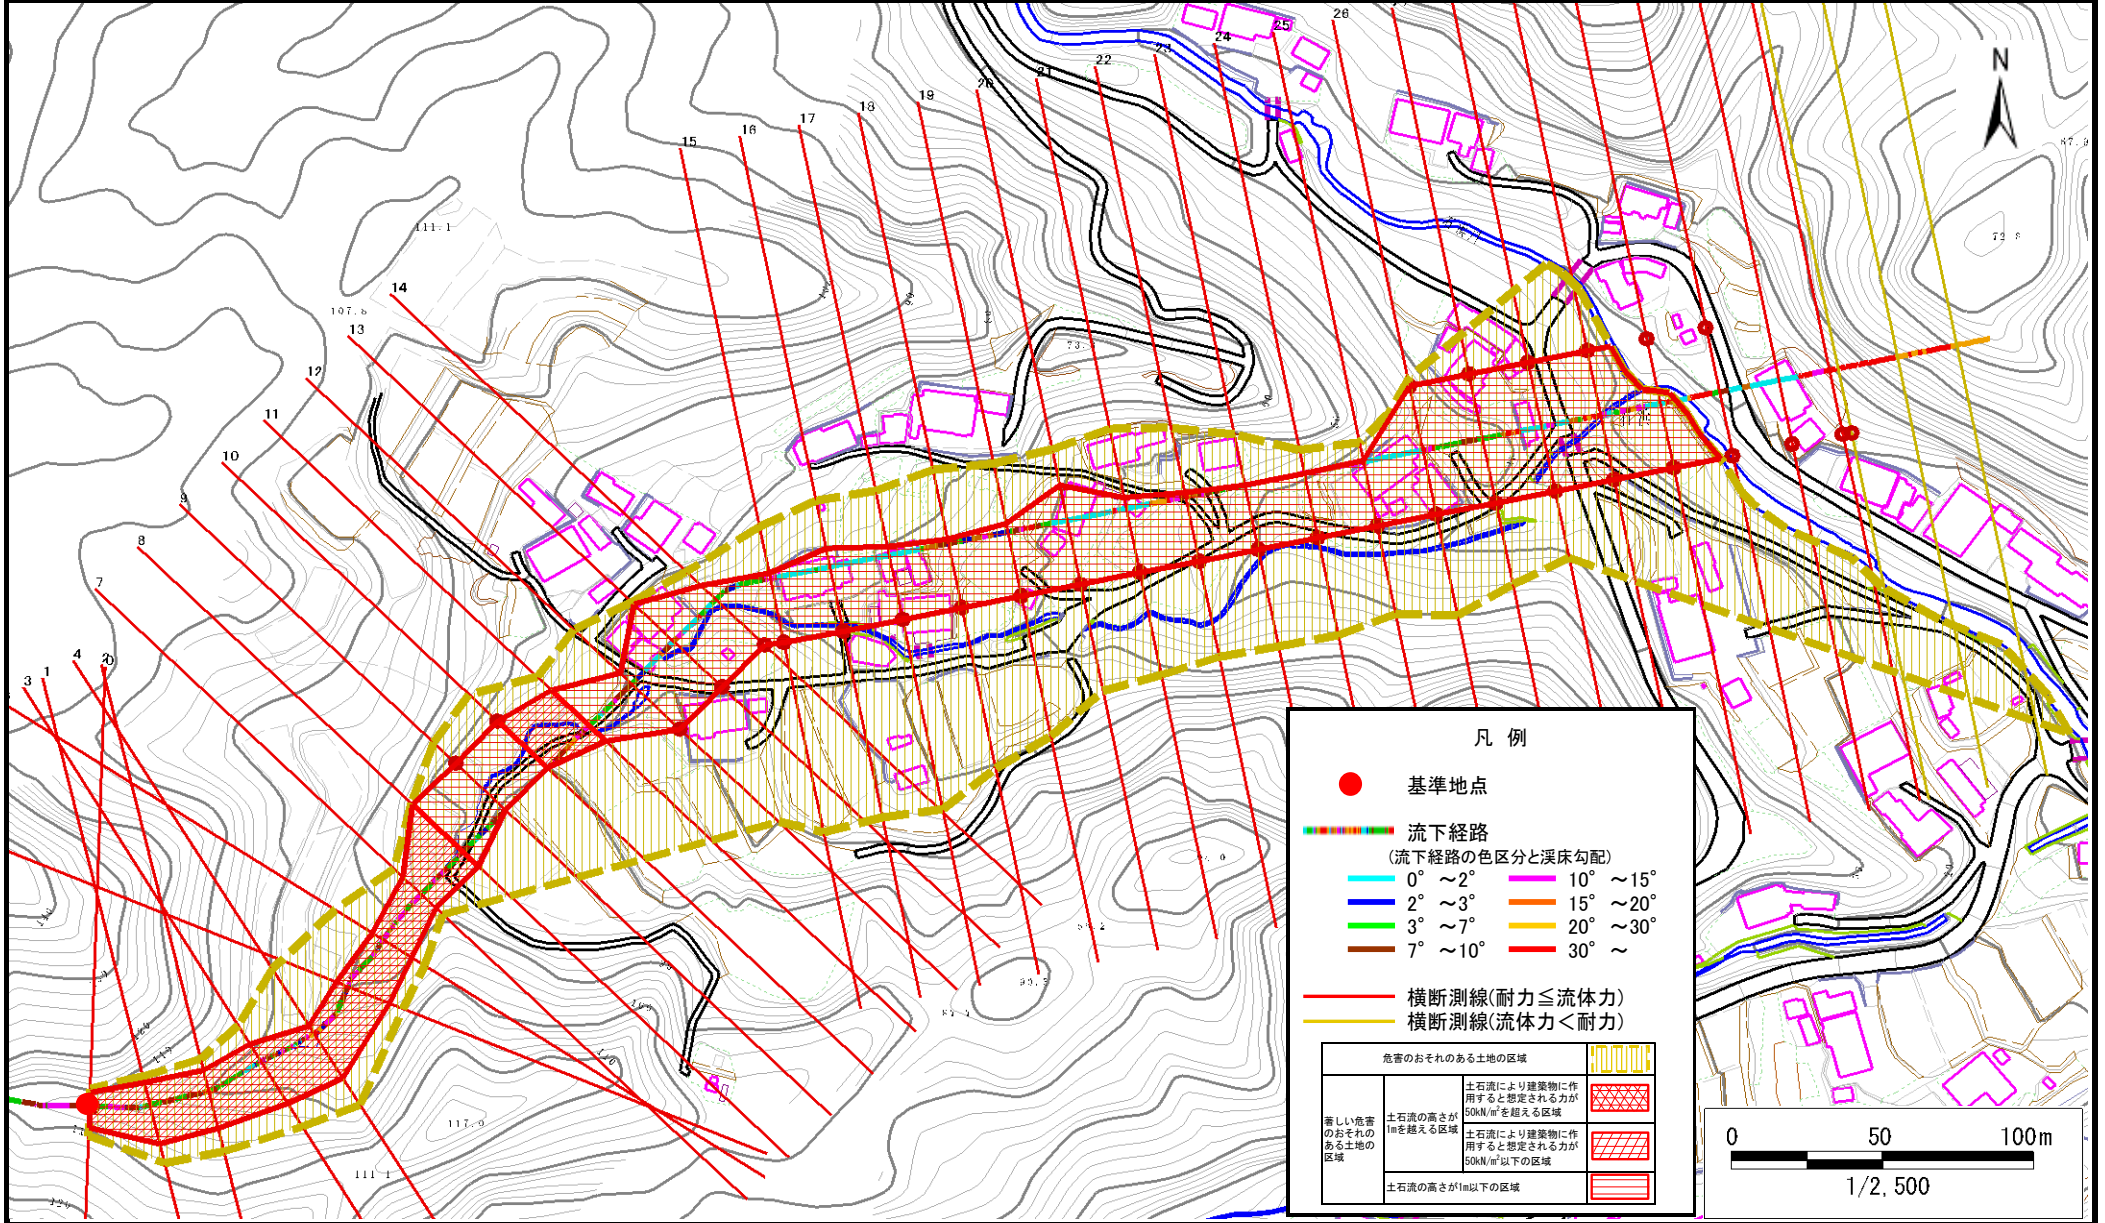 26
25
24
23
22
21
20
19
18
17
16
15
14
13
12
11
10
9
8
7
4
2
0
3
1
N
111.1
107.6
73.
72.8
117.0
111.1
120
凡 例
基準地点
流下経路
(流下経路の色区分と渓床勾配)
0° ～2° 10° ～15°
2° ～3° 15° ～20°
3° ～7° 20° ～30°
7° ～10° 30° ～
横断測線(耐力≦流体力)
横断測線(流体力＜耐力)
危害のおそれのある土地の区域
著しい危害
のおそれの
ある土地の
区域
土石流の高さが
1mを越える区域
土石流により建築物に作
用すると想定される力が
50kN/m²を超える区域
土石流により建築物に作
用すると想定される力が
50kN/m²以下の区域
土石流の高さが1m以下の区域
0 50 100m
1/2,500